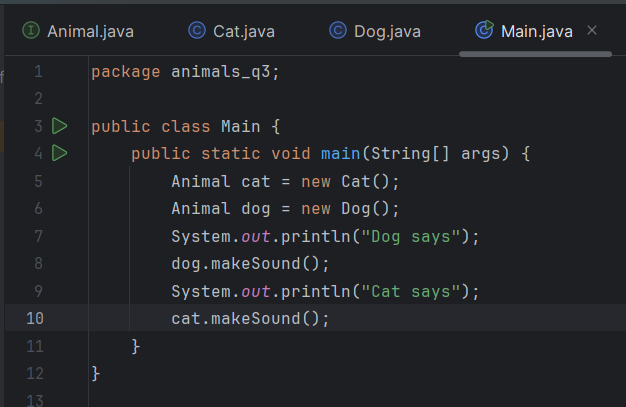 Animal.java Cat.java Dog.java Main.java
1 package animals_q3;
2
3 public class Main {
4 public static void main(String[] args) {
5 Animal cat = new Cat();
6 Animal dog = new Dog();
7 System.out.println("Dog says");
8 dog.makeSound();
9 System.out.println("Cat says");
10 cat.makeSound();
11 }
12 }
13